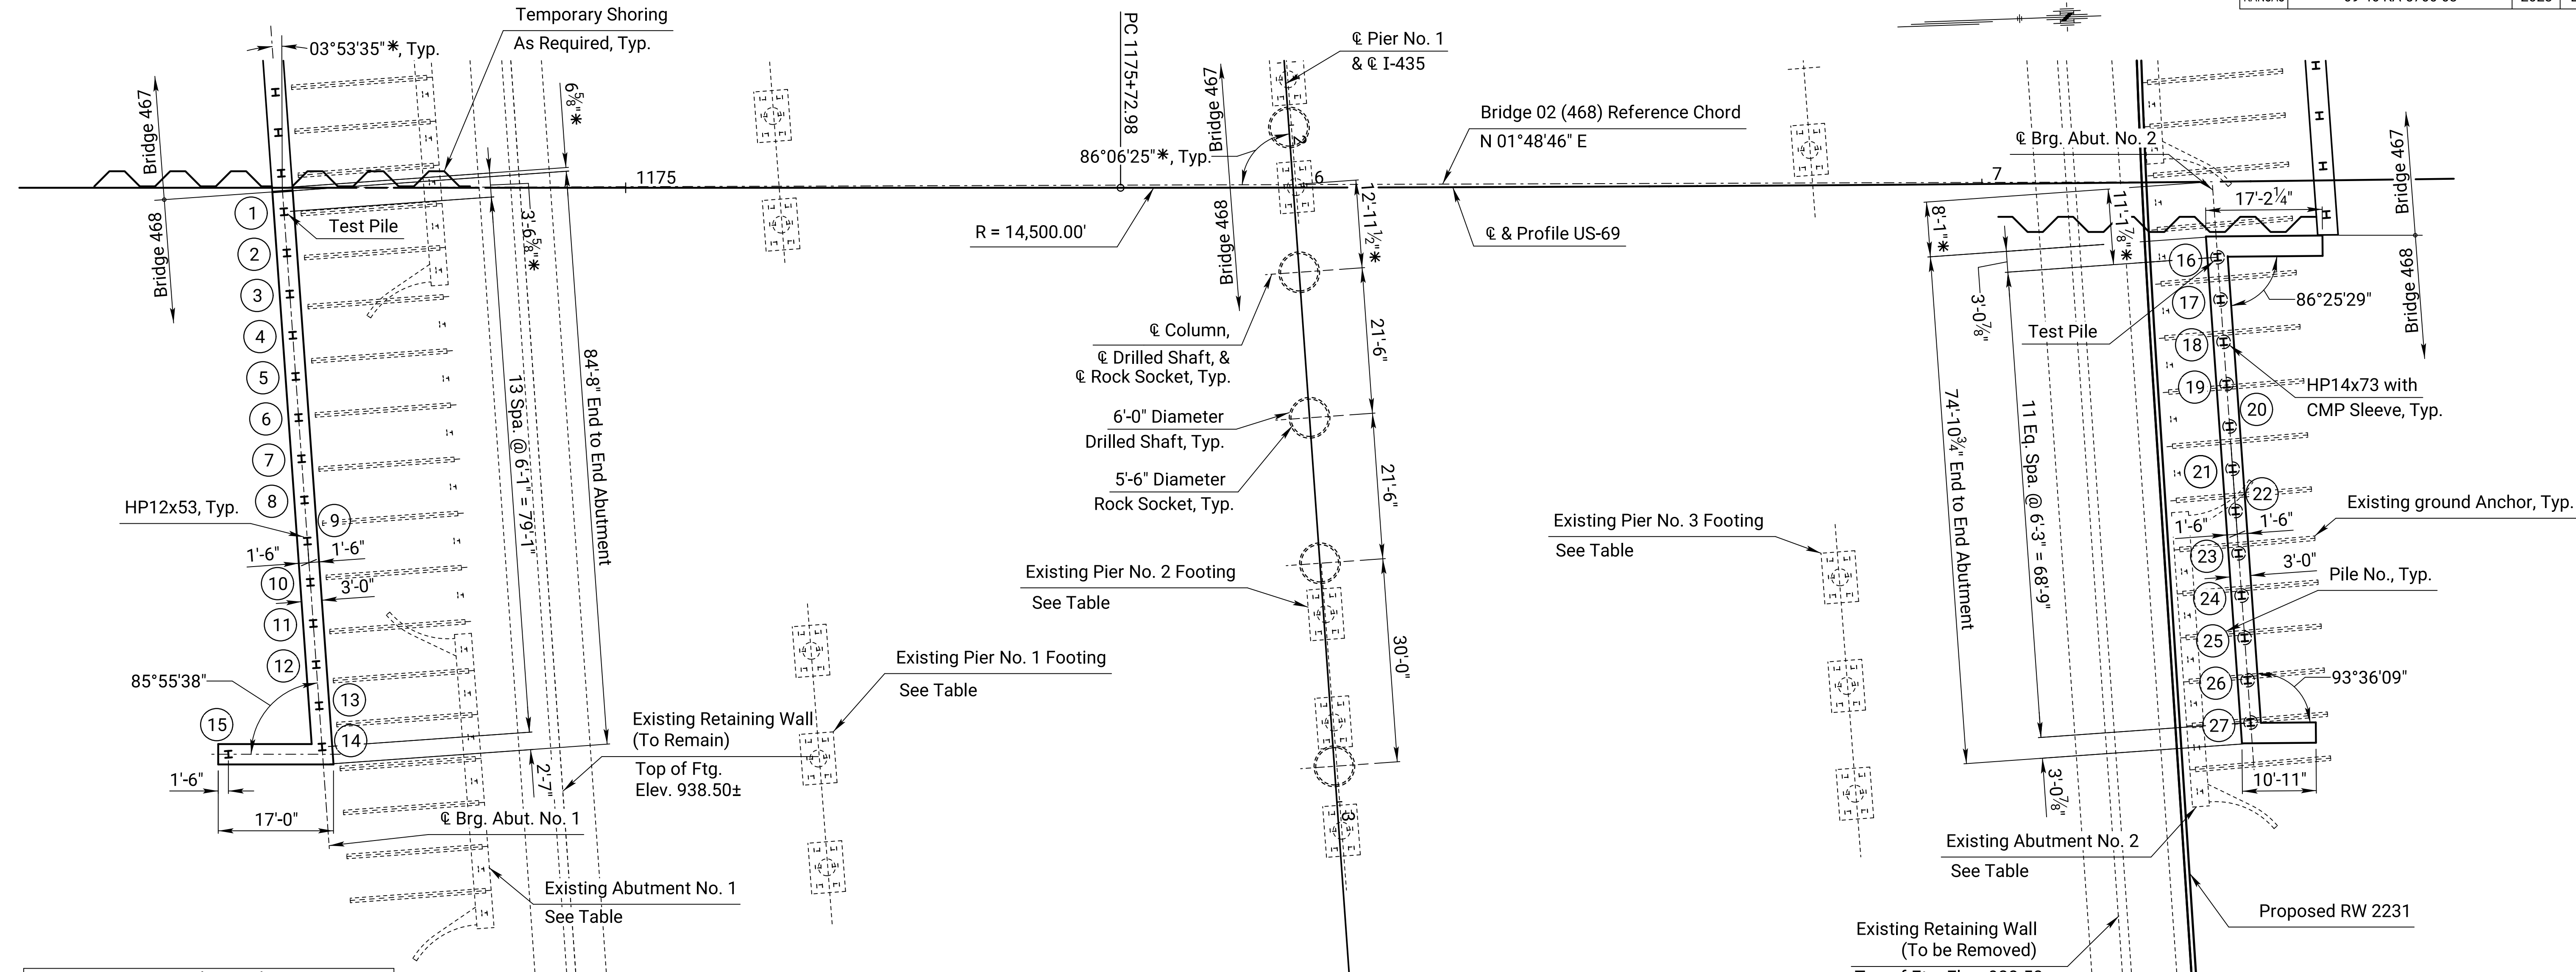 Temporary Shoring
As Required, Typ.
03°53'35"*, Typ.
Bridge 467
Bridge 468
6⅝"*
3'-6⅝"*
PC 1175+72.98
℄ Pier No. 1
& ℄ I-435
Bridge 467
Bridge 468
86°06'25"*, Typ.
Bridge 02 (468) Reference Chord
N 01°48'46" E
℄ Brg. Abut. No. 2
Bridge 467
Bridge 468
1175
6
7
2
R = 14,500.00'
℄ & Profile US-69
12'-11½"*
8'-1"*
11'-1⅞"*
17'-2¼"
3'-0⅞"
86°25'29"
Test Pile
Test Pile
1
2
3
4
5
6
7
8
9
10
11
12
13
14
15
16
17
18
19
20
21
22
23
24
25
26
27
℄ Column,
℄ Drilled Shaft, &
℄ Rock Socket, Typ.
21'-6"
21'-6"
30'-0"
6'-0" Diameter
Drilled Shaft, Typ.
5'-6" Diameter
Rock Socket, Typ.
13 Spa. @ 6'-1" = 79'-1"
84'-8" End to End Abutment
HP12x53, Typ.
1'-6"
1'-6"
3'-0"
85°55'38"
1'-6"
17'-0"
2'-7"
℄ Brg. Abut. No. 1
Existing Retaining Wall
(To Remain)
Top of Ftg.
Elev. 938.50±
Existing Abutment No. 1
See Table
Existing Pier No. 1 Footing
See Table
Existing Pier No. 2 Footing
See Table
3
Existing Pier No. 3 Footing
See Table
74'-10¾" End to End Abutment
11 Eq. Spa. @ 6'-3" = 68'-9"
HP14x73 with
CMP Sleeve, Typ.
Existing ground Anchor, Typ.
1'-6"
1'-6"
3'-0"
Pile No., Typ.
93°36'09"
3'-0⅞"
10'-11"
Existing Abutment No. 2
See Table
Proposed RW 2231
Existing Retaining Wall
(To be Removed)